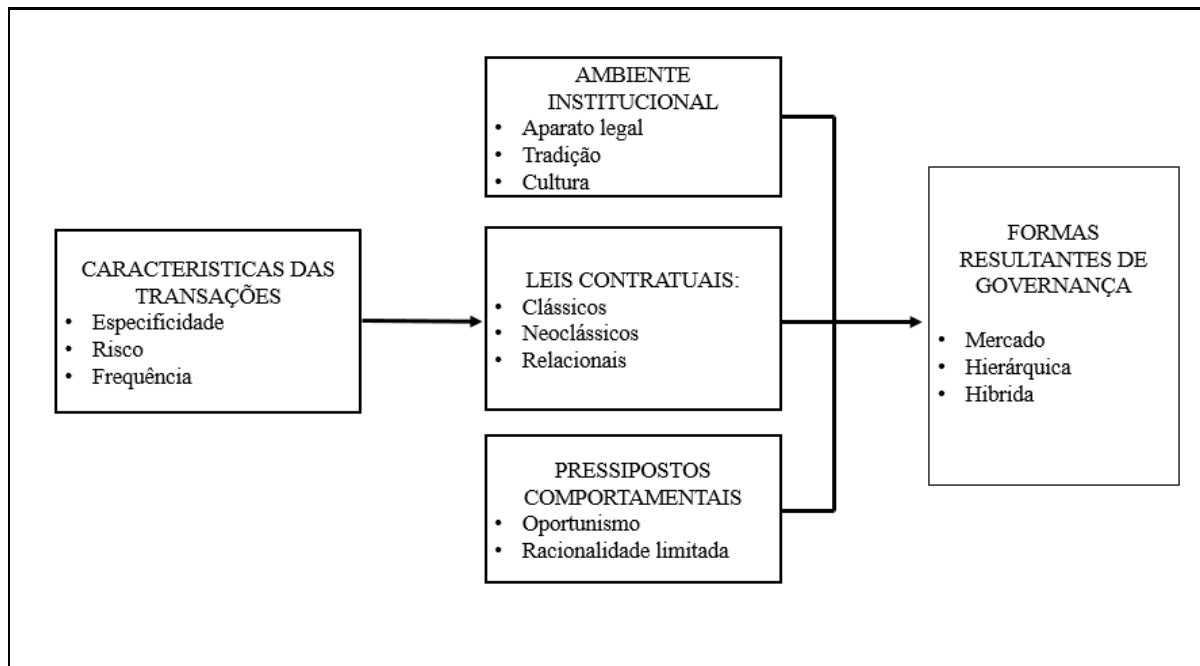 AMBIENTE
INSTITUCIONAL
• Aparato legal
• Tradição
• Cultura
CARACTERISTICAS DAS
TRANSAÇÕES
• Especificidade
• Risco
• Frequência
LEIS CONTRATUAIS:
• Clássicos
• Neoclássicos
• Relacionais
PRESSIPOSTOS
COMPORTAMENTAIS
• Oportunismo
• Racionalidade limitada
FORMAS
RESULTANTES DE
GOVERNANÇA
• Mercado
• Hierárquica
• Hibrida